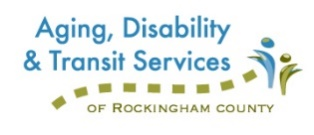 Aging, Disability
& Transit Services
OF ROCKINGHAM COUNTY